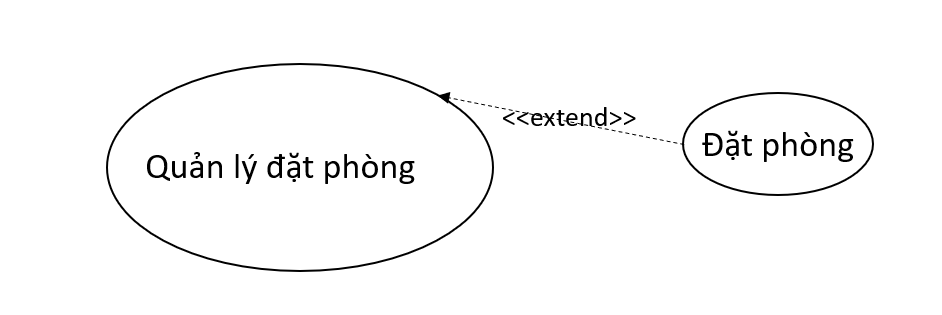 <<extend>>
Quản lý đặt phòng
Đặt phòng